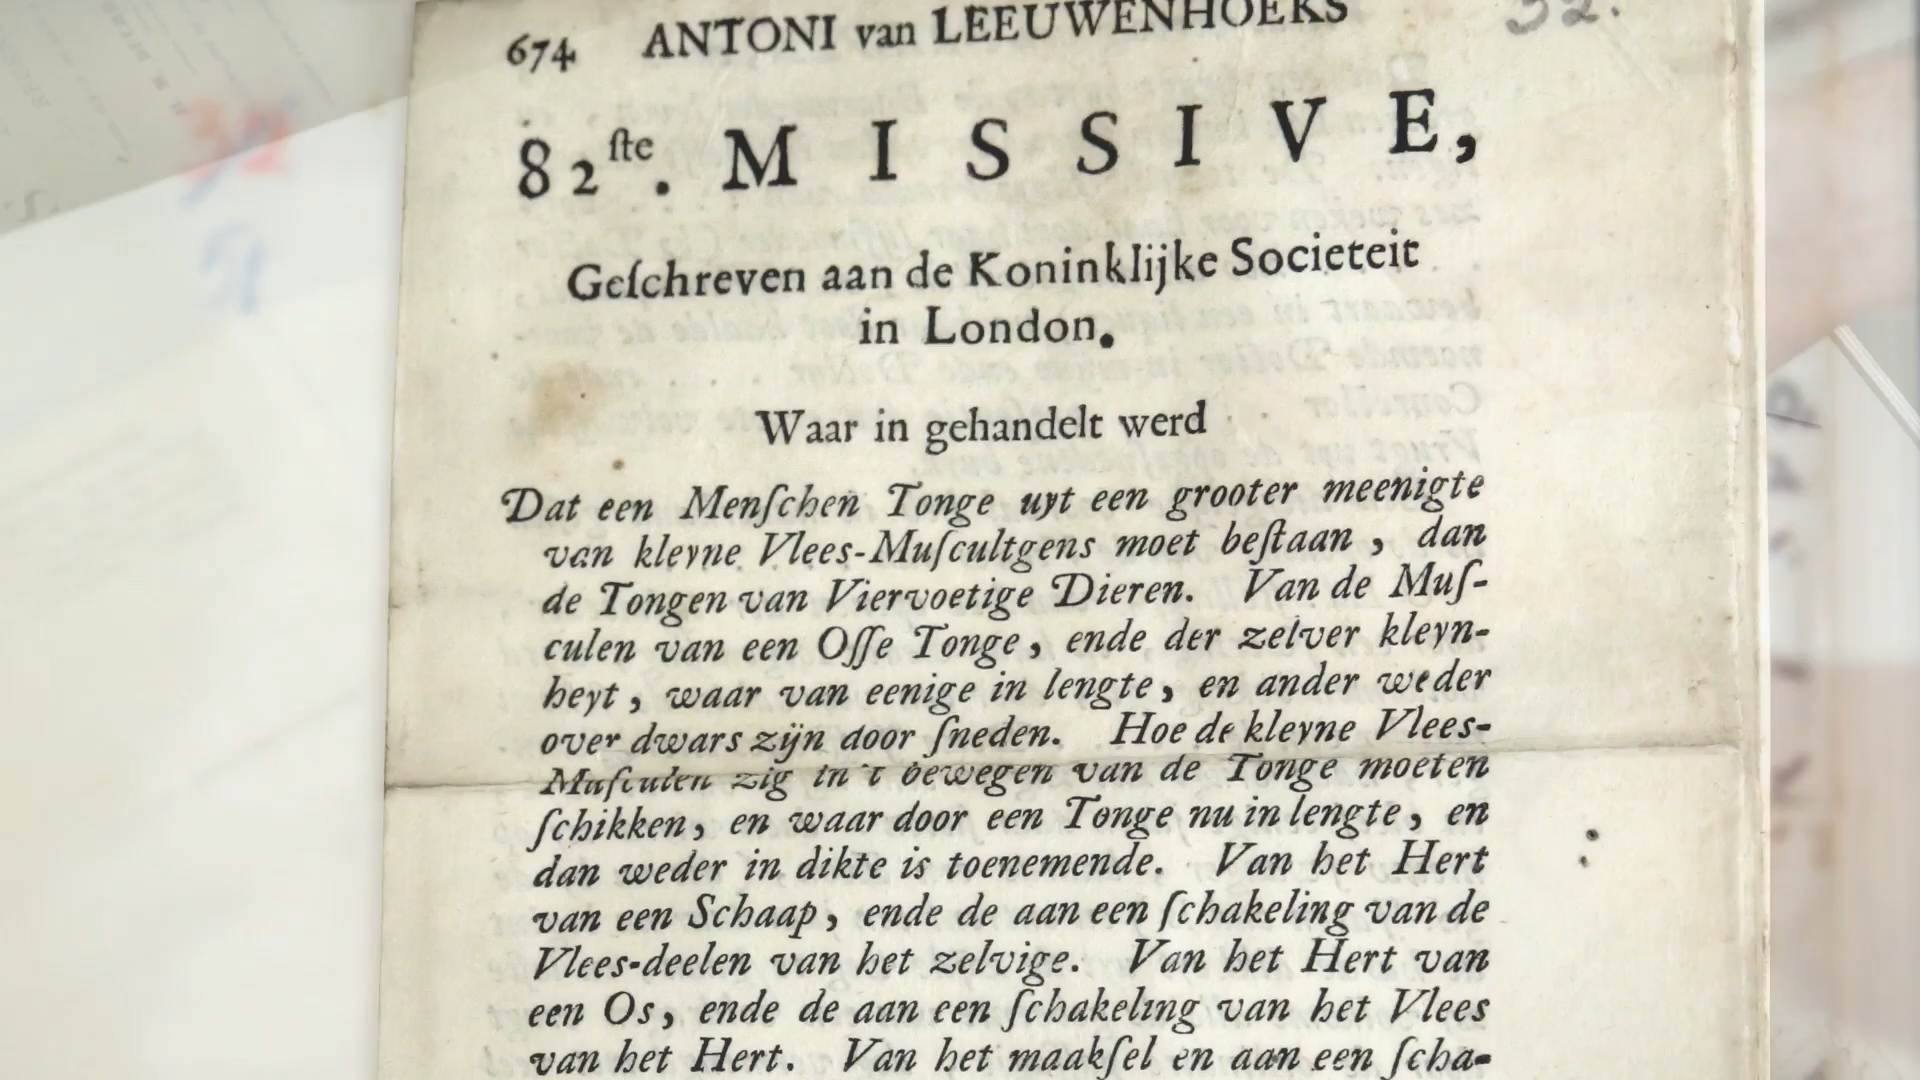 674 ANTONI van LEEUWENHOEKS
32.
82ſte. MISSIVE,
Geſchreven aan de Koninklijke Societeit
in London.
Waar in gehandelt werd
Dat een Menſchen Tonge uyt een grooter meenigte
van kleyne Vlees-Muſcultgens moet beſtaan, dan
de Tongen van Viervoetige Dieren. Van de Muſ-
culen van een Oſſe Tonge, ende der zelver kleyn-
heyt, waar van eenige in lengte, en ander weder
over dwars zijn door ſneden. Hoe de kleyne Vlees-
Muſculen zig in't bewegen van de Tonge moeten
ſchikken, en waar door een Tonge nu in lengte, en
dan weder in dikte is toenemende. Van het Hert
van een Schaap, ende de aan een ſchakeling van de
Vlees-deelen van het zelvige. Van het Hert van
een Os, ende de aan een ſchakeling van het Vlees
van het Hert. Van het maakſel en aan een ſcha-